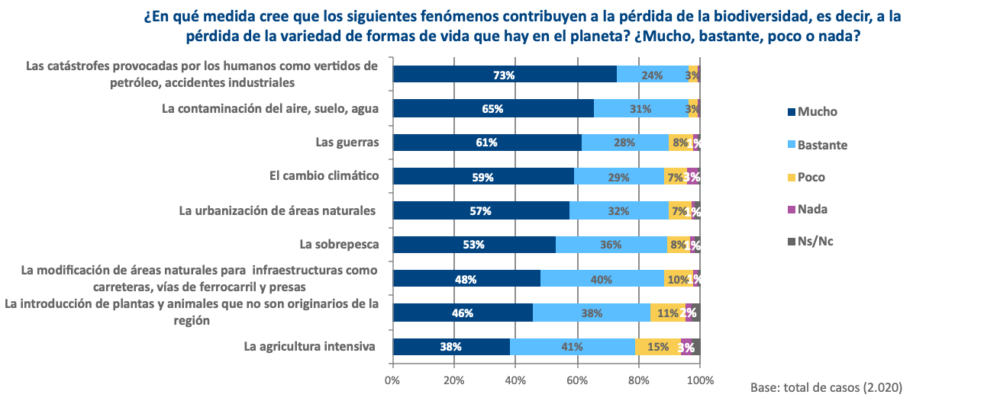 ¿En qué medida cree que los siguientes fenómenos contribuyen a la pérdida de la biodiversidad, es decir, a la
pérdida de la variedad de formas de vida que hay en el planeta? ¿Mucho, bastante, poco o nada?
Las catástrofes provocadas por los humanos como vertidos de
petróleo, accidentes industriales
73% 24% 3%
La contaminación del aire, suelo, agua
65% 31% 3%
Las guerras
61% 28% 8% 1%
El cambio climático
59% 29% 7% 3%
La urbanización de áreas naturales
57% 32% 7% 1%
La sobrepesca
53% 36% 8% 1%
La modificación de áreas naturales para infraestructuras como
carreteras, vías de ferrocarril y presas
48% 40% 10% 1%
La introducción de plantas y animales que no son originarios de la
región
46% 38% 11% 2%
La agricultura intensiva
38% 41% 15% 3%
0% 20% 40% 60% 80% 100%
Mucho
Bastante
Poco
Nada
Ns/Nc
Base: total de casos (2.020)